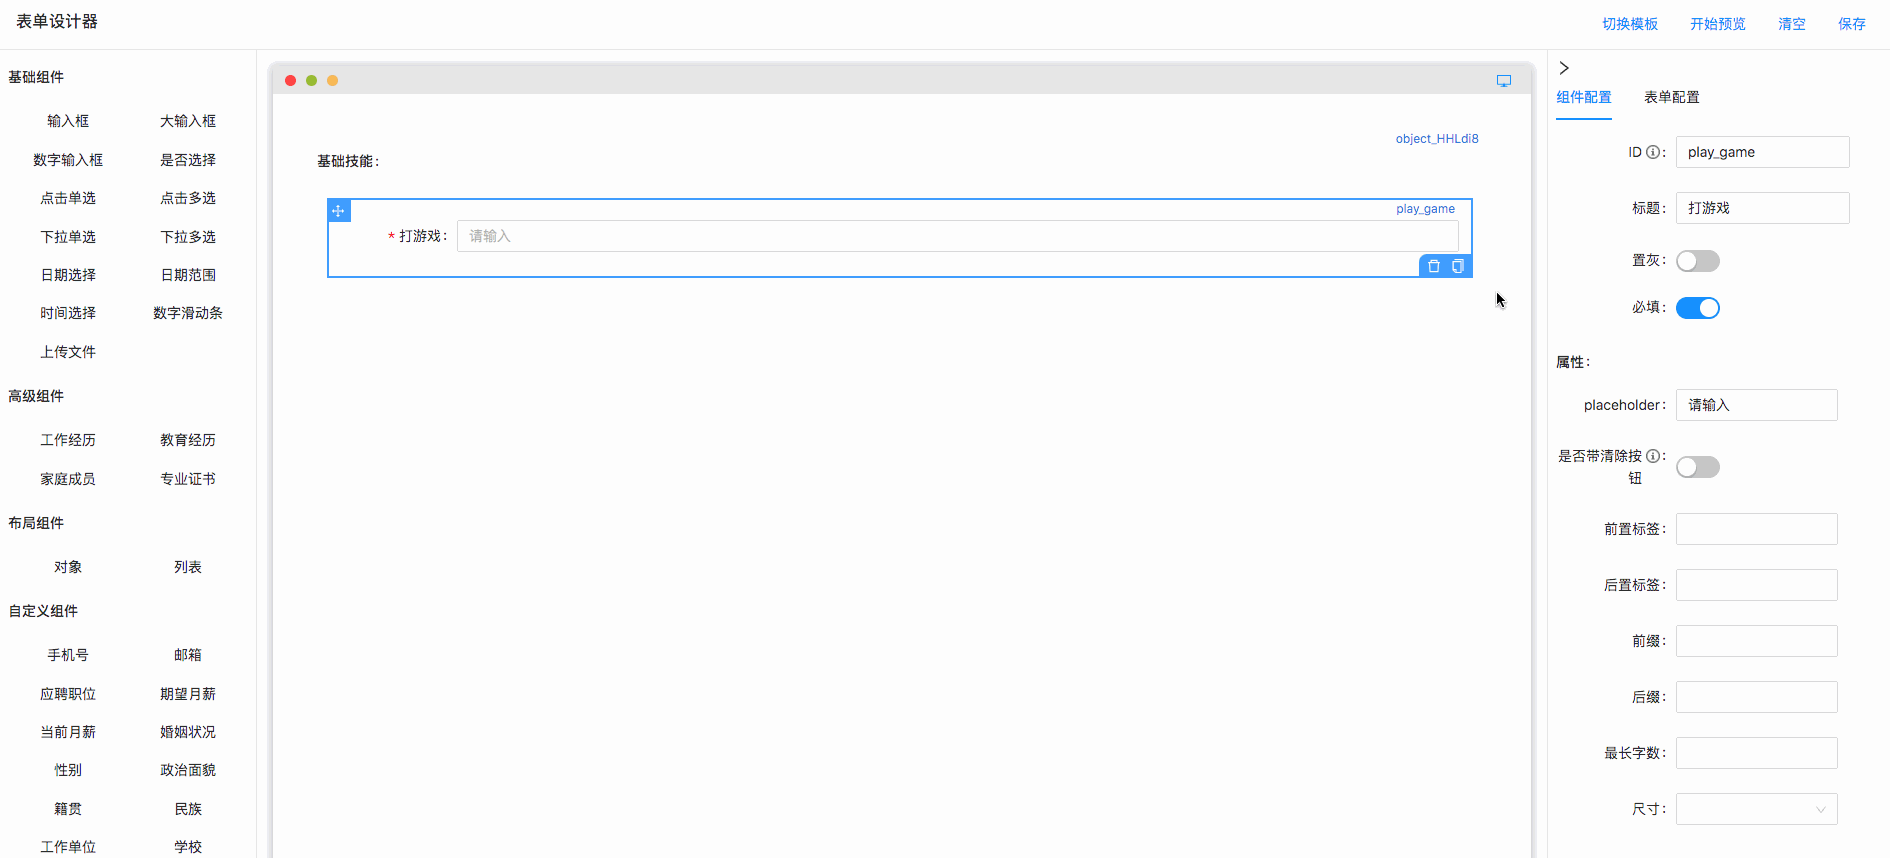 表单设计器
切换模板 开始预览 清空 保存
基础组件
输入框 大输入框
数字输入框 是否选择
点击单选 点击多选
下拉单选 下拉多选
日期选择 日期范围
时间选择 数字滑动条
上传文件
高级组件
工作经历 教育经历
家庭成员 专业证书
布局组件
对象 列表
自定义组件
手机号 邮箱
应聘职位 期望月薪
当前月薪 婚姻状况
性别 政治面貌
籍贯 民族
工作单位 学校
object_HHLdi8
基础技能：
play_game
* 打游戏： 请输入
组件配置 表单配置
ID： play_game
标题： 打游戏
置灰：
必填：
属性：
placeholder： 请输入
是否带清除按：
钮
前置标签：
后置标签：
前缀：
后缀：
最长字数：
尺寸：